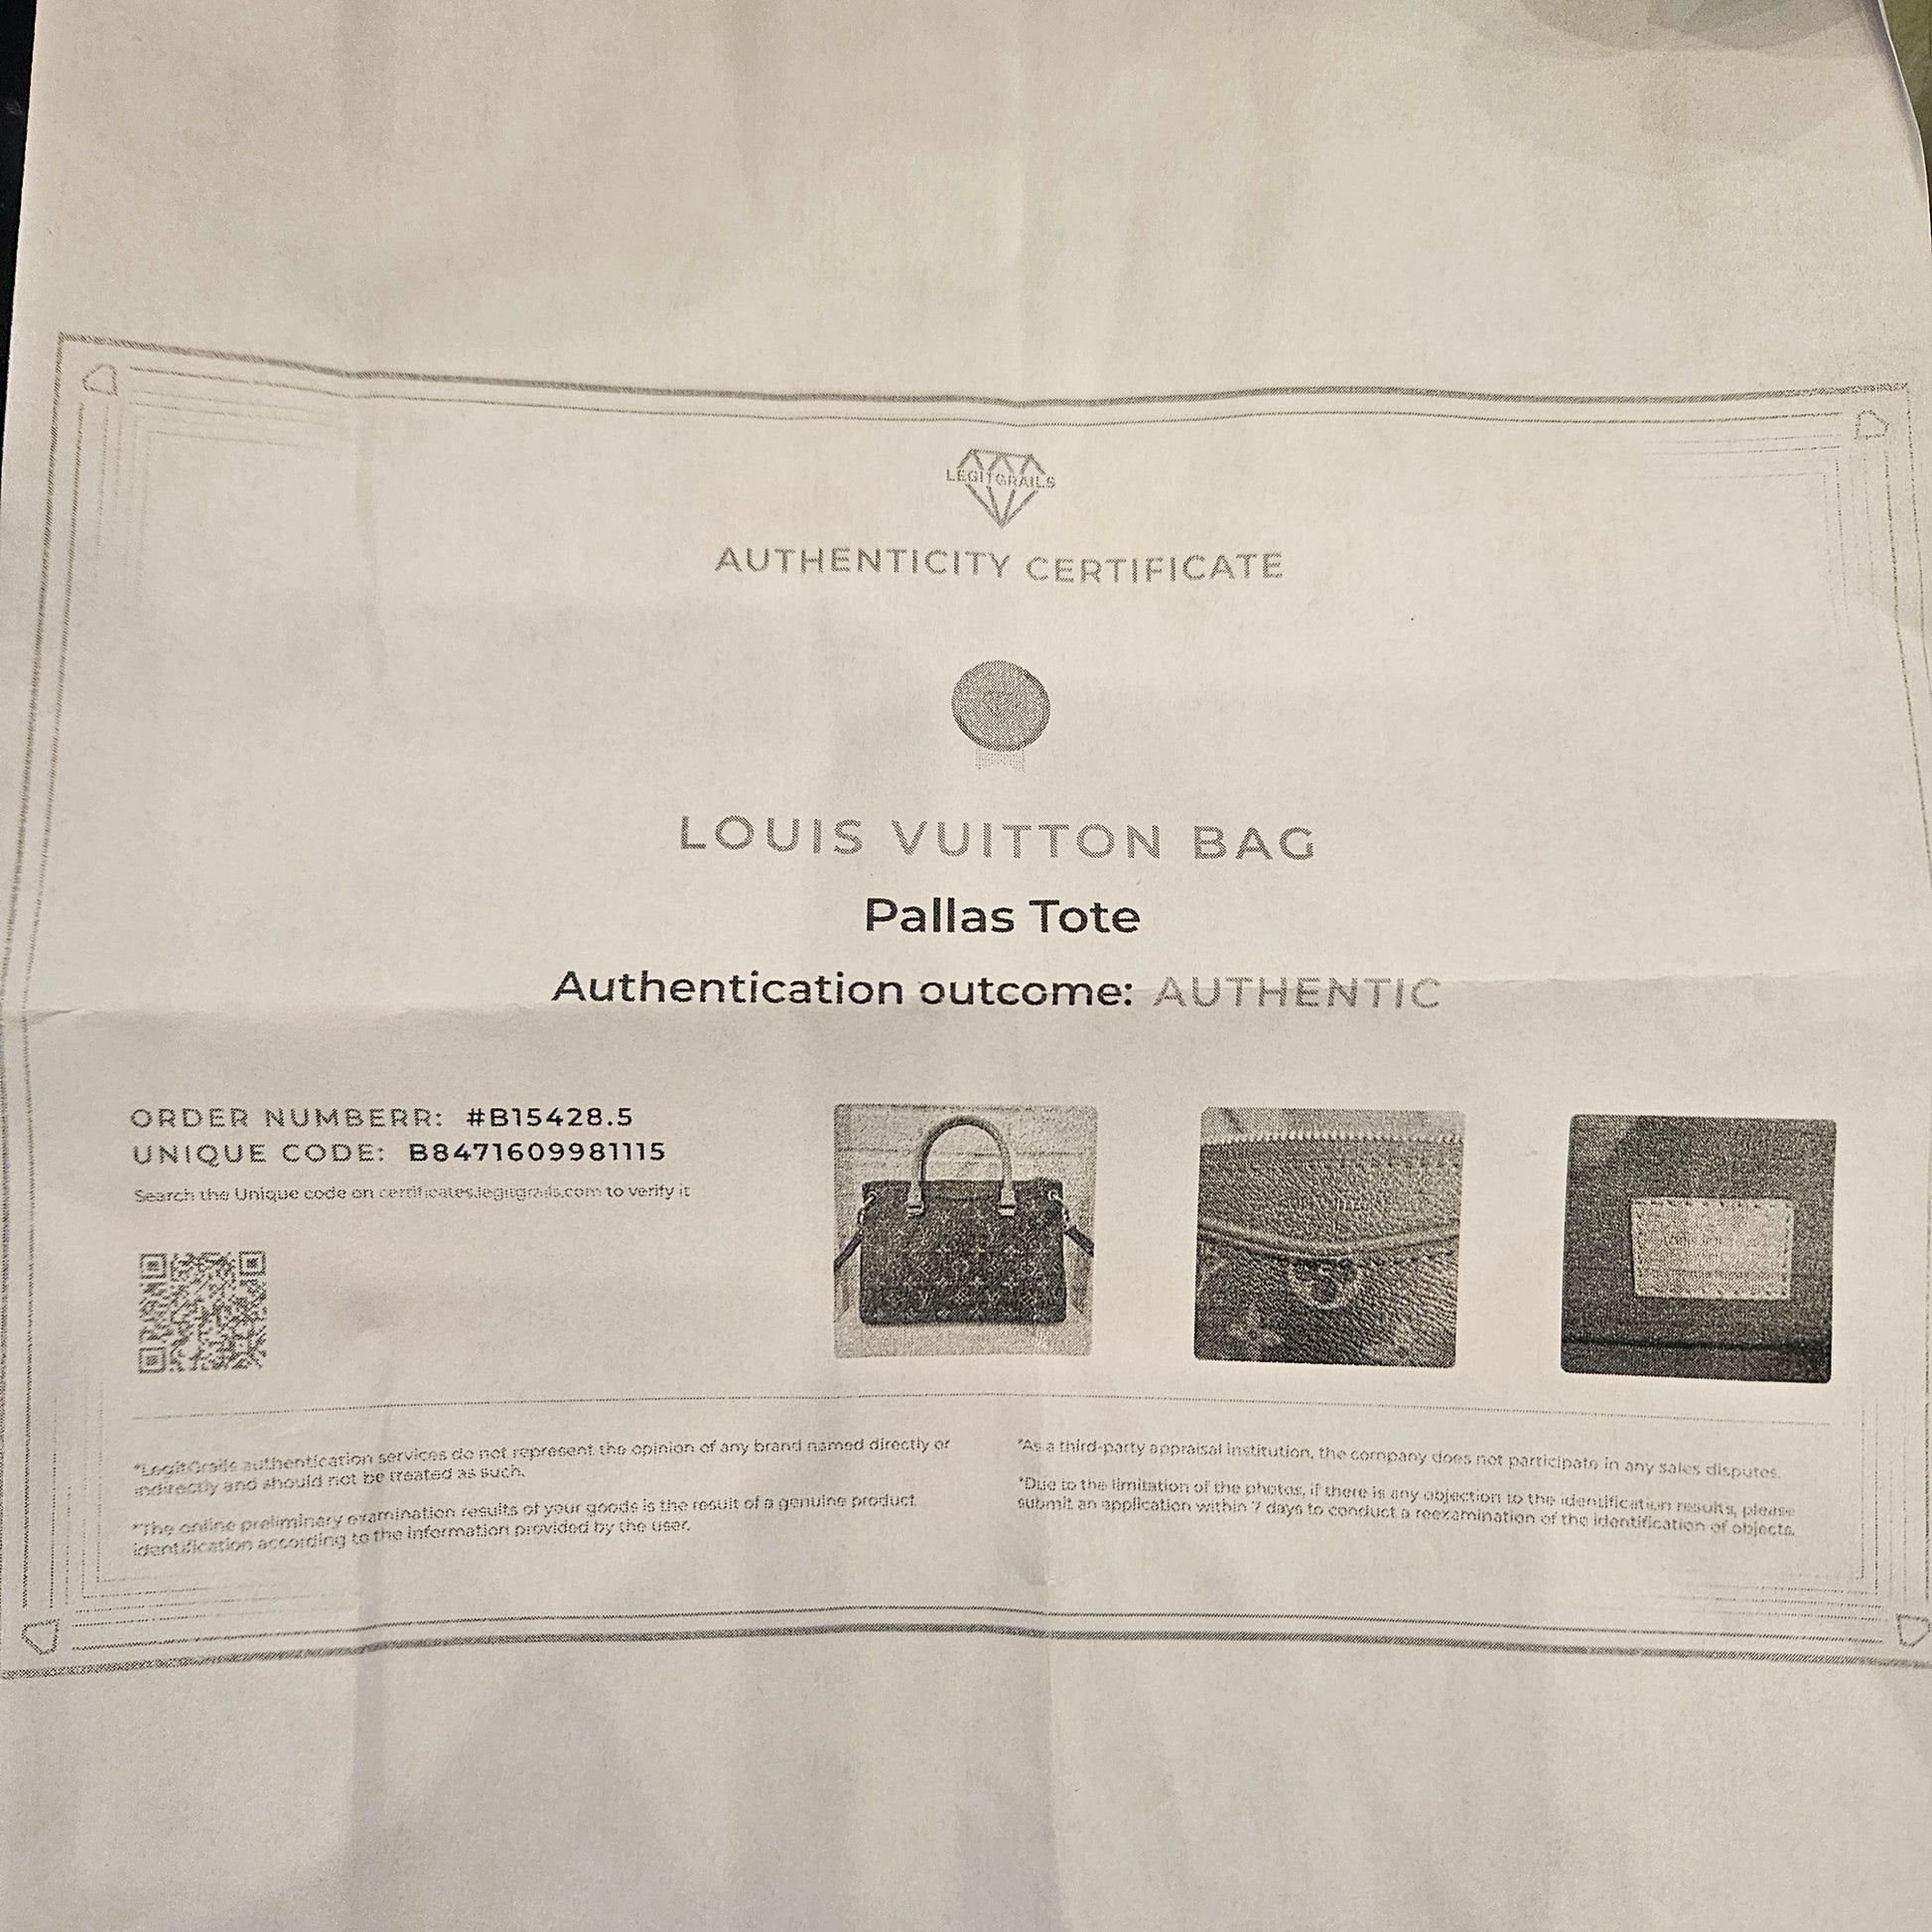 LEGITGRAILS
AUTHENTICITY CERTIFICATE
LOUIS VUITTON BAG
Pallas Tote
Authentication outcome: AUTHENTIC
ORDER NUMBERR: #B15428.5
UNIQUE CODE: B8471609981115
Search the Unique code on certificates.legitgrails.com to verify it
*LegitGrails authentication services do not represent the opinion of any brand named directly or
indirectly and should not be treated as such.
*The online preliminary examination results of your goods is the result of a genuine product
identification according to the information provided by the user.
*As a third-party appraisal institution, the company does not participate in any sales disputes.
*Due to the limitation of the photos, if there is any objection to the identification results, please
submit an application within 7 days to conduct a reexamination of the identification of objects.